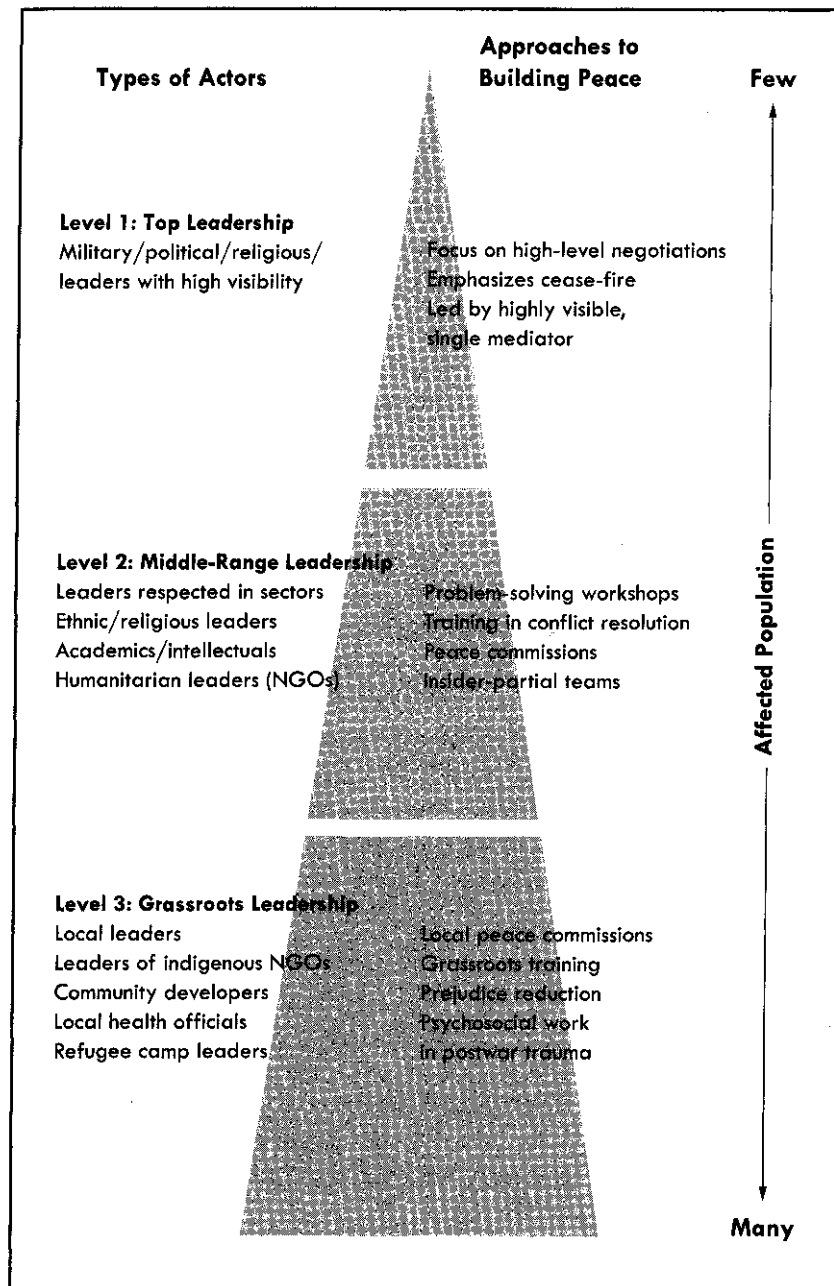 Types of Actors
Approaches to
Building Peace
Few
Level 1: Top Leadership
Military/political/religious/
leaders with high visibility
Focus on high-level negotiations
Emphasizes cease-fire
Led by highly visible,
single mediator
Level 2: Middle-Range Leadership
Leaders respected in sectors
Ethnic/religious leaders
Academics/intellectuals
Humanitarian leaders (NGOs)
Problem-solving workshops
Training in conflict resolution
Peace commissions
Insider-partial teams
Level 3: Grassroots Leadership
Local leaders
Leaders of indigenous NGOs
Community developers
Local health officials
Refugee camp leaders
Local peace commissions
Grassroots training
Prejudice reduction
Psychosocial work
in postwar trauma
Affected Population
Many